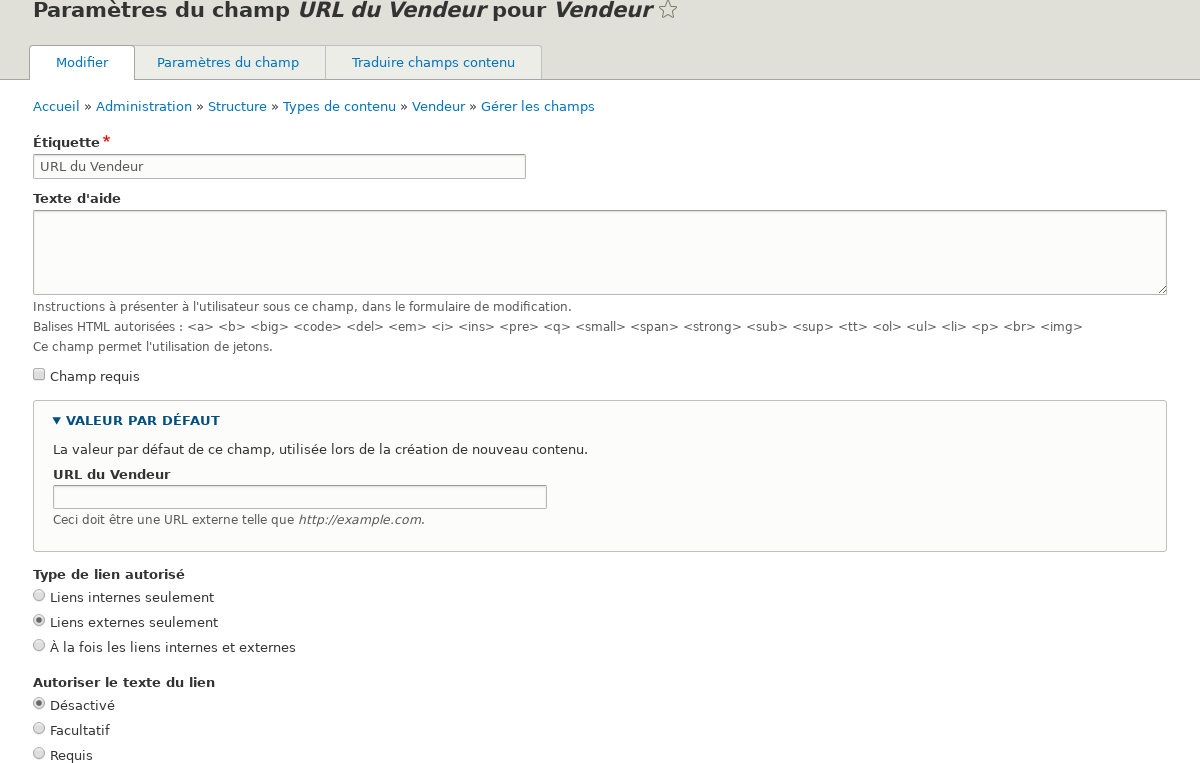 Paramètres du champ URL du Vendeur pour Vendeur
Modifier
Paramètres du champ
Traduire champs contenu
Accueil » Administration » Structure » Types de contenu » Vendeur » Gérer les champs
Étiquette *
URL du Vendeur
Texte d'aide
Instructions à présenter à l'utilisateur sous ce champ, dans le formulaire de modification.
Balises HTML autorisées : <a> <b> <big> <code> <del> <em> <i> <ins> <pre> <q> <small> <span> <strong> <sub> <sup> <tt> <ol> <ul> <li> <p> <br> <img>
Ce champ permet l'utilisation de jetons.
Champ requis
VALEUR PAR DÉFAUT
La valeur par défaut de ce champ, utilisée lors de la création de nouveau contenu.
URL du Vendeur
Ceci doit être une URL externe telle que http://example.com.
Type de lien autorisé
Liens internes seulement
Liens externes seulement
À la fois les liens internes et externes
Autoriser le texte du lien
Désactivé
Facultatif
Requis